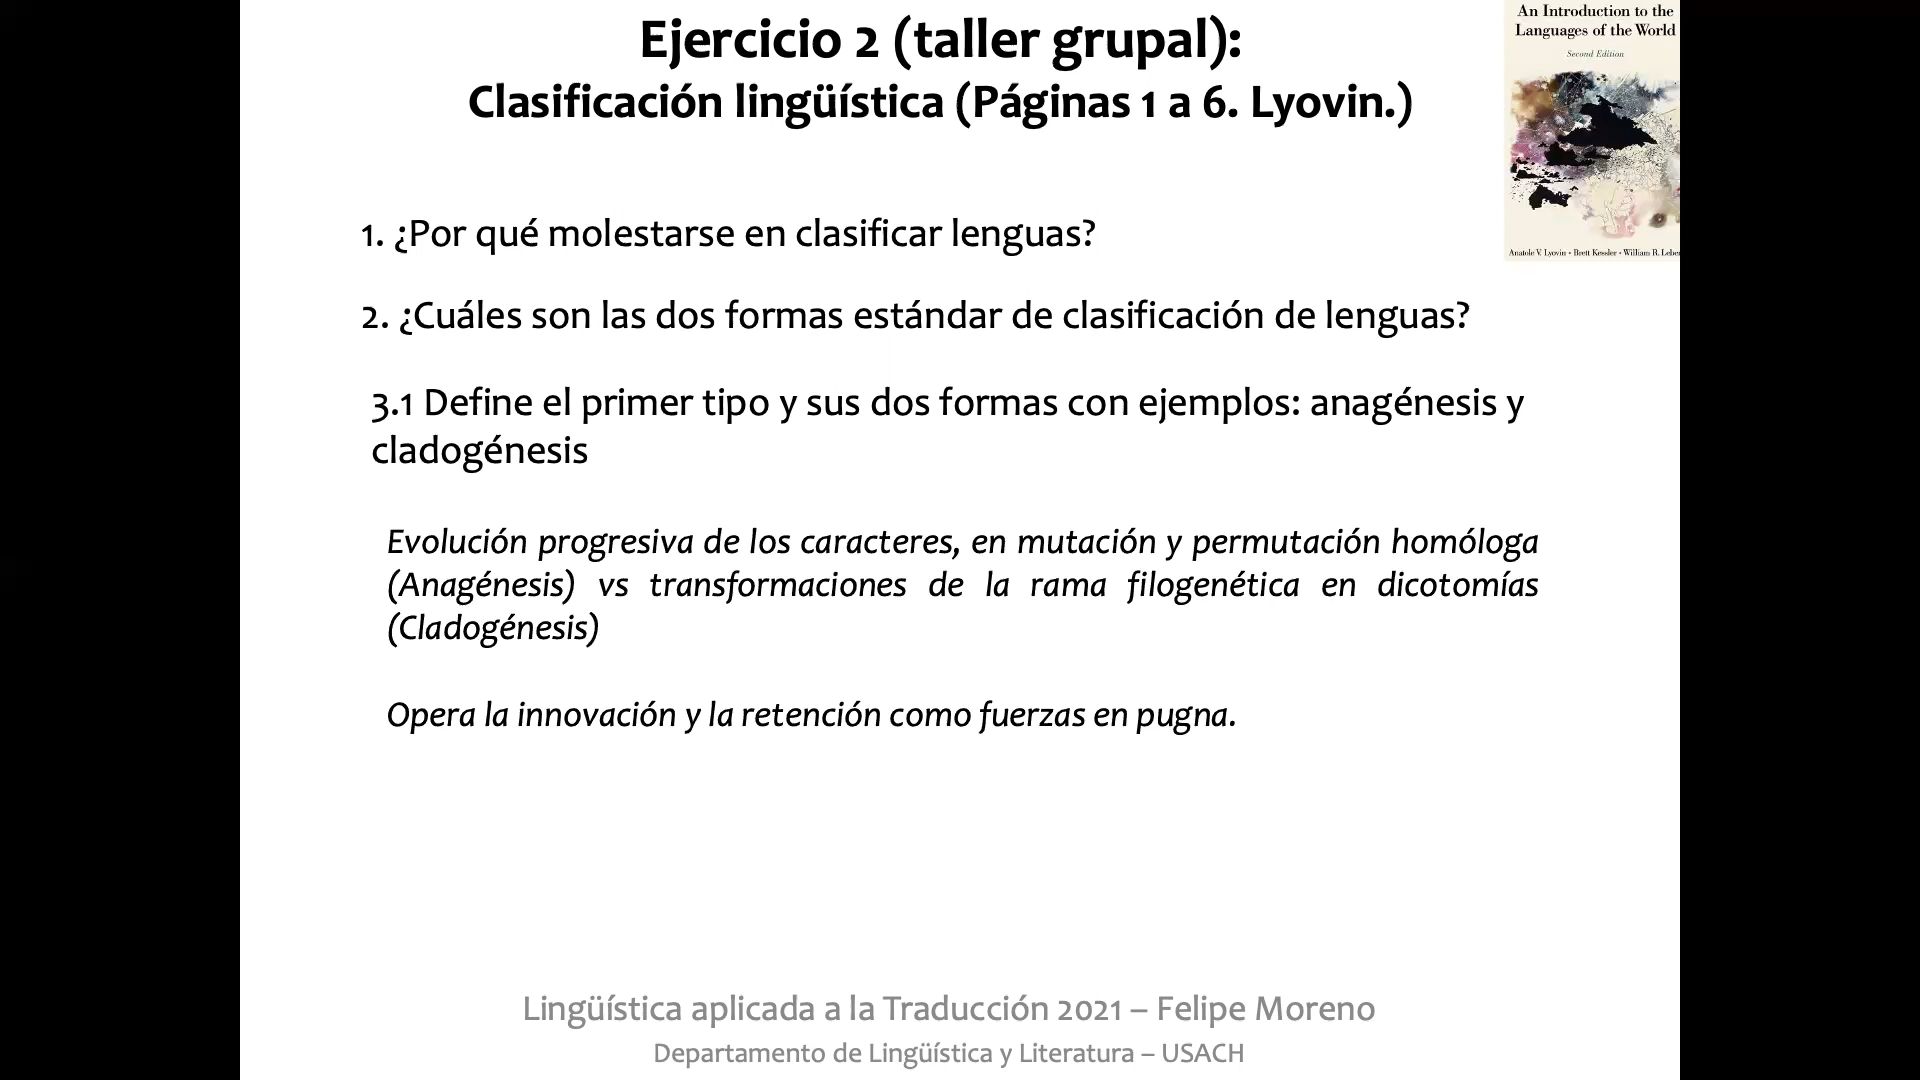 Ejercicio 2 (taller grupal):
Clasificación lingüística (Páginas 1 a 6. Lyovin.)
An Introduction to the
Languages of the World
Second Edition
Anatole V. Lyovin • Brett Kessler • William R. Leben
1. ¿Por qué molestarse en clasificar lenguas?
2. ¿Cuáles son las dos formas estándar de clasificación de lenguas?
3.1 Define el primer tipo y sus dos formas con ejemplos: anagénesis y
cladogénesis
Evolución progresiva de los caracteres, en mutación y permutación homóloga
(Anagénesis) vs transformaciones de la rama filogenética en dicotomías
(Cladogénesis)
Opera la innovación y la retención como fuerzas en pugna.
Lingüística aplicada a la Traducción 2021 – Felipe Moreno
Departamento de Lingüística y Literatura – USACH